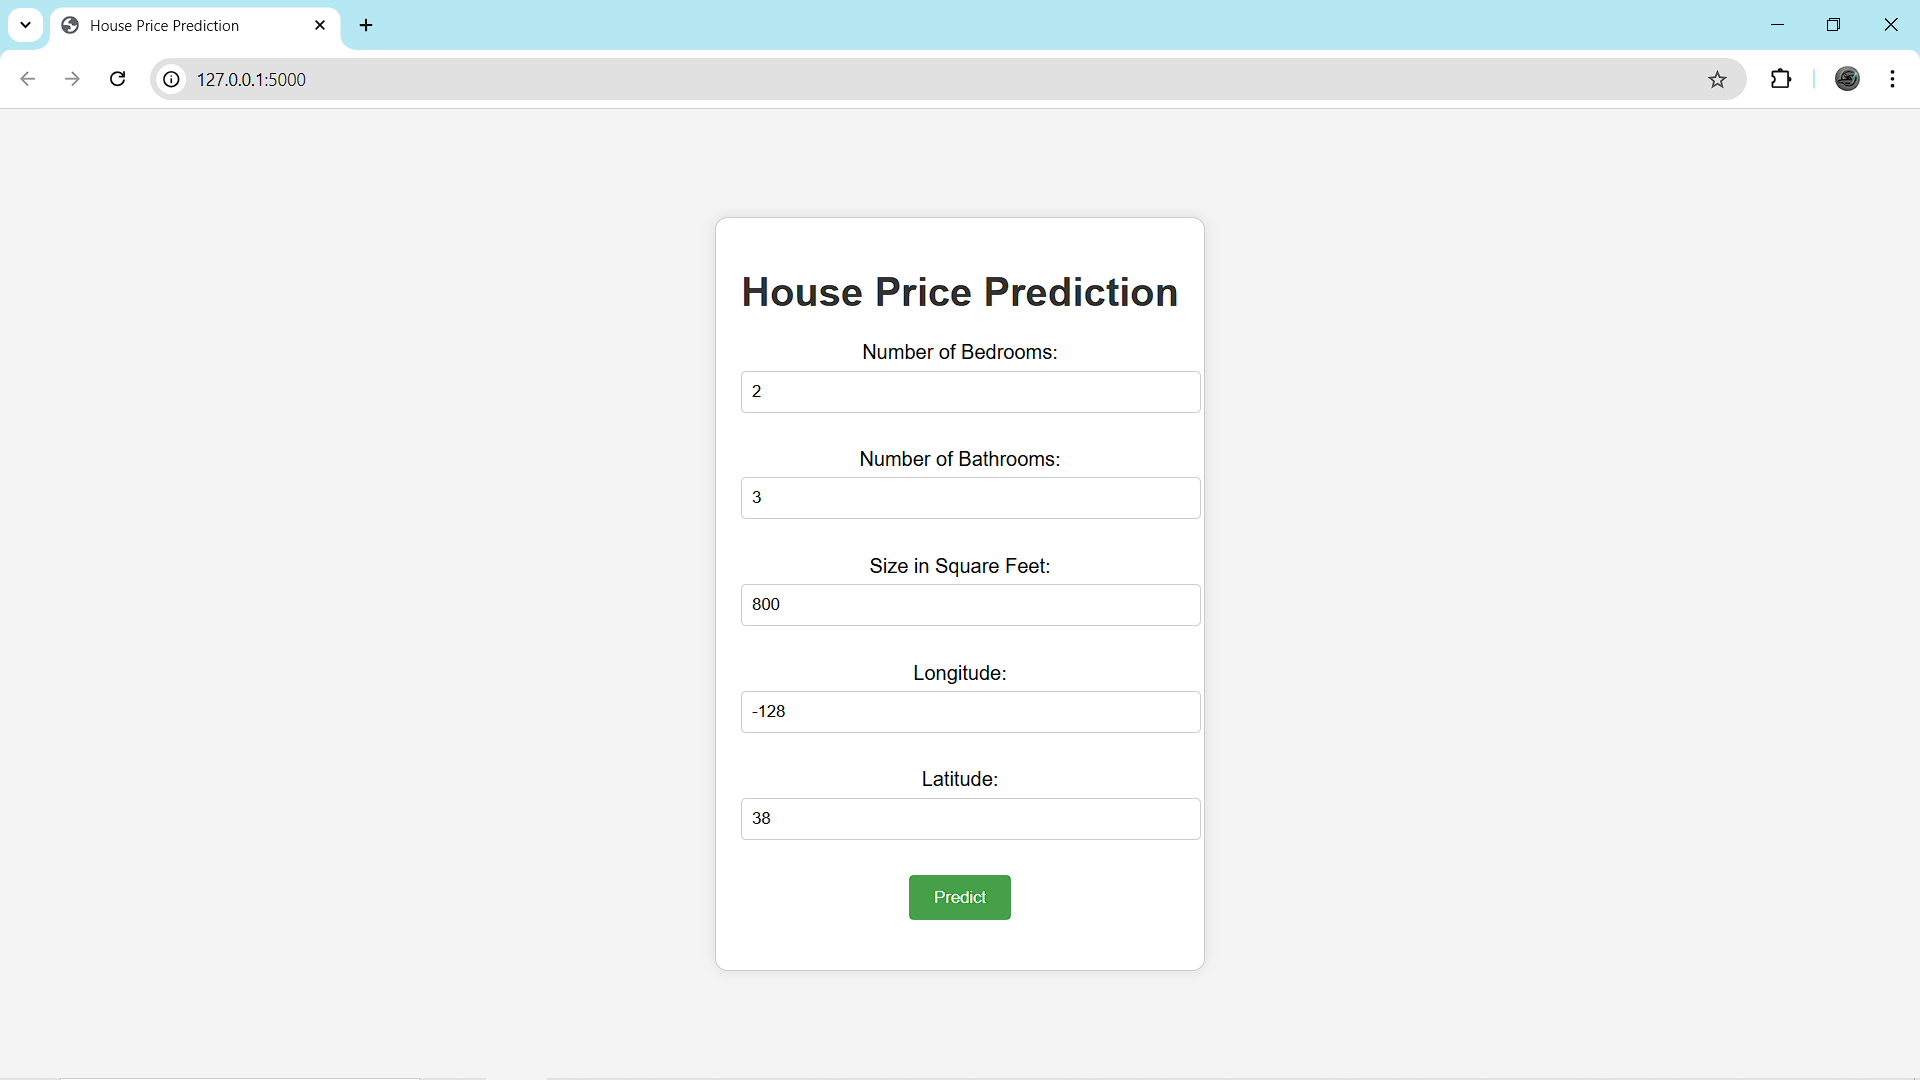 House Price Prediction
127.0.0.1:5000
House Price Prediction
Number of Bedrooms:
2
Number of Bathrooms:
3
Size in Square Feet:
800
Longitude:
-128
Latitude:
38
Predict